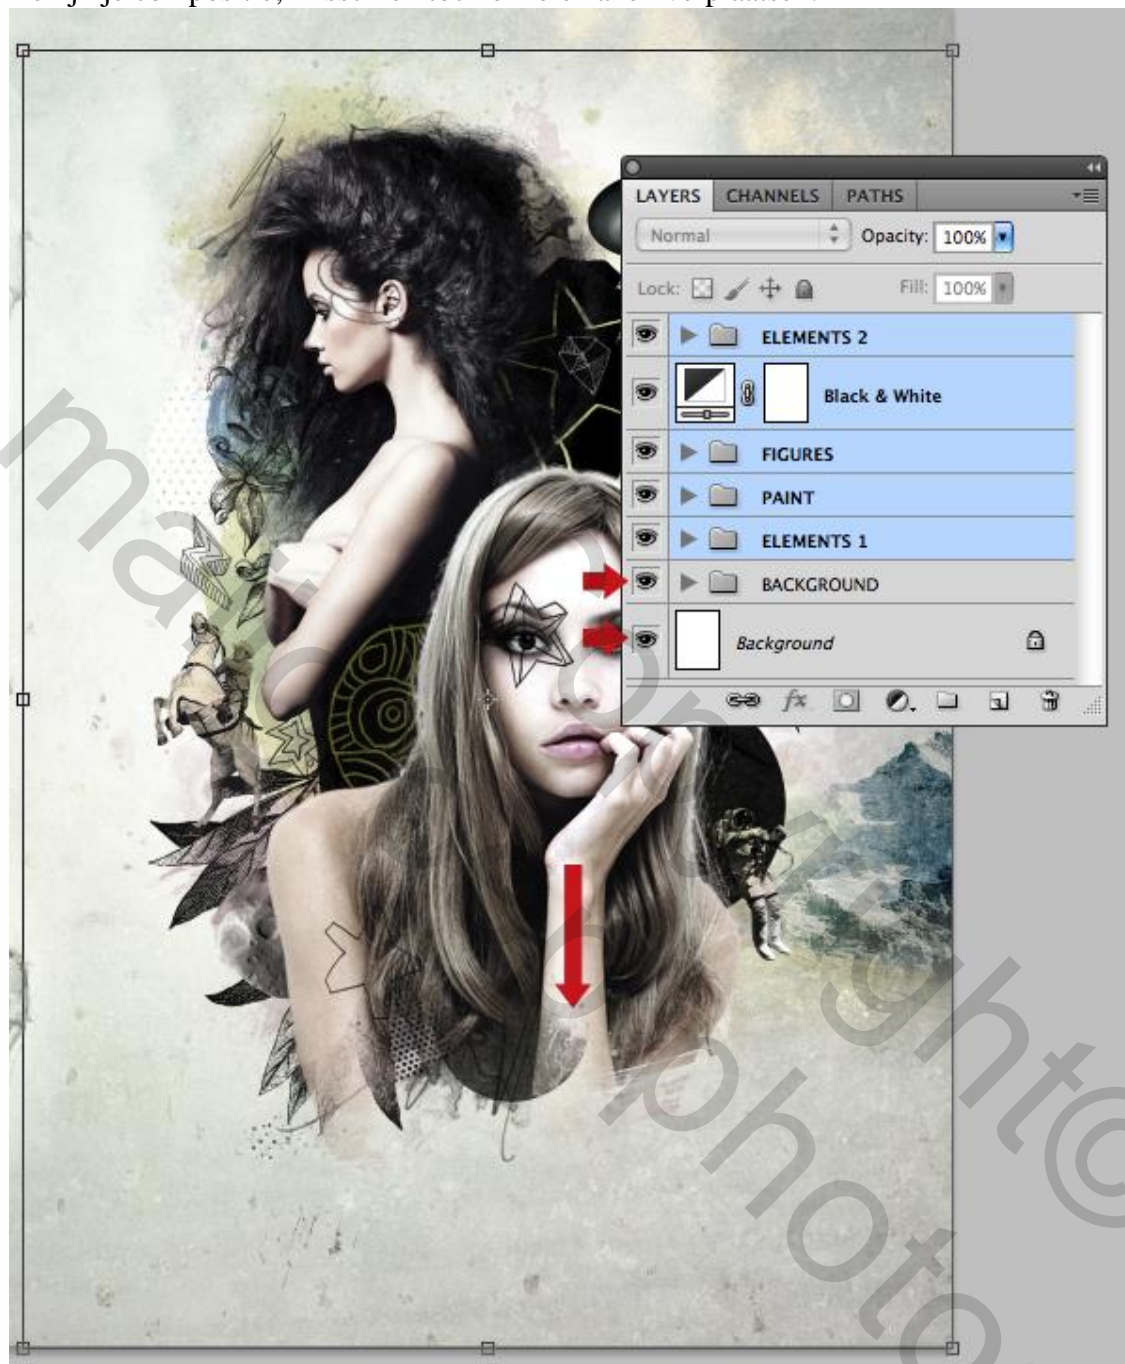 LAYERS CHANNELS PATHS
Normal Opacity: 100%
Lock: Fill: 100%
ELEMENTS 2
Black & White
FIGURES
PAINT
ELEMENTS 1
BACKGROUND
Background
fx